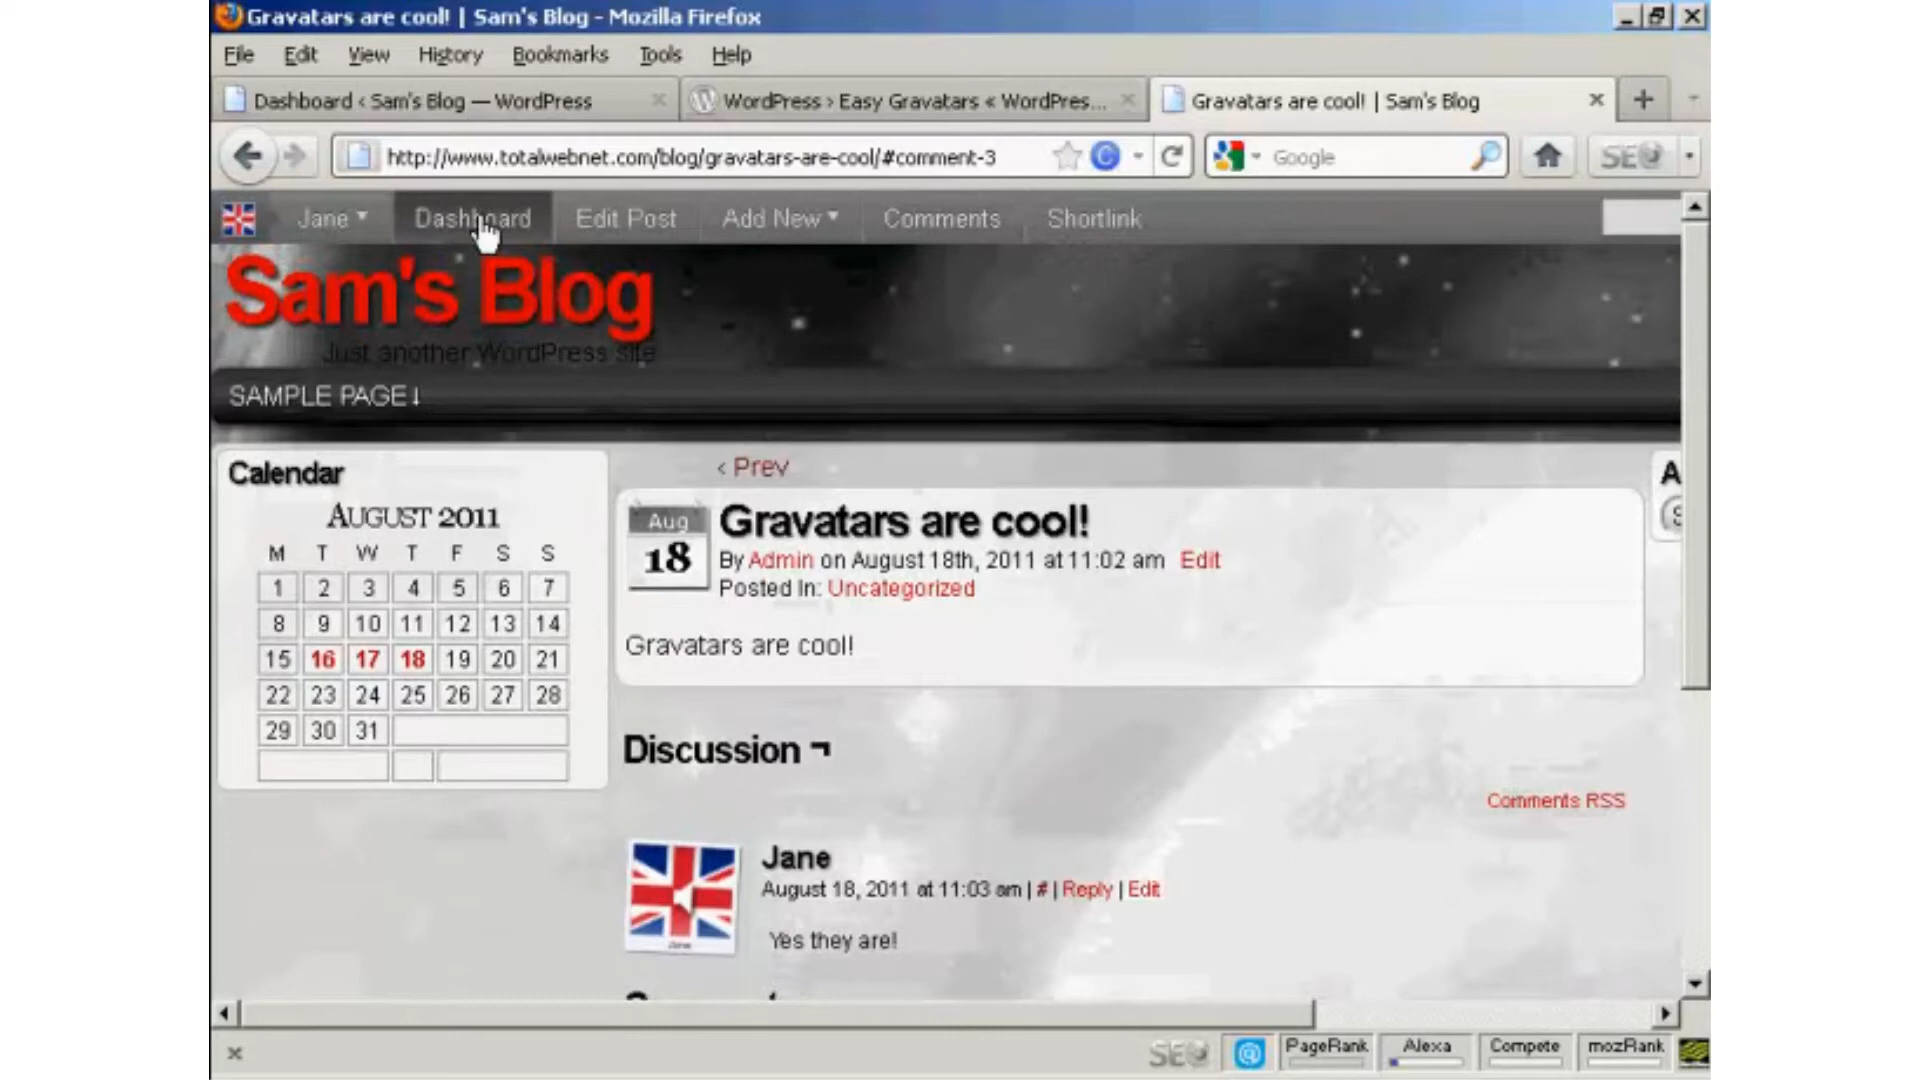 Gravatars are cool! | Sam's Blog - Mozilla Firefox
File Edit View History Bookmarks Tools Help
Dashboard ‹ Sam's Blog — WordPress
WordPress › Easy Gravatars « WordPres...
Gravatars are cool! | Sam's Blog
http://www.totalwebnet.com/blog/gravatars-are-cool/#comment-3
Google
SEO
Jane Dashboard Edit Post Add New Comments Shortlink
Sam's Blog
Just another WordPress site
SAMPLE PAGE↓
Calendar
AUGUST 2011
M T W T F S S
1 2 3 4 5 6 7
8 9 10 11 12 13 14
15 16 17 18 19 20 21
22 23 24 25 26 27 28
29 30 31
‹ Prev
Aug
18
Gravatars are cool!
By Admin on August 18th, 2011 at 11:02 am Edit
Posted In: Uncategorized
Gravatars are cool!
Discussion ¬
Comments RSS
Jane
August 18, 2011 at 11:03 am | # | Reply | Edit
Yes they are!
Jane
SEO
PageRank
Alexa
Compete
mozRank